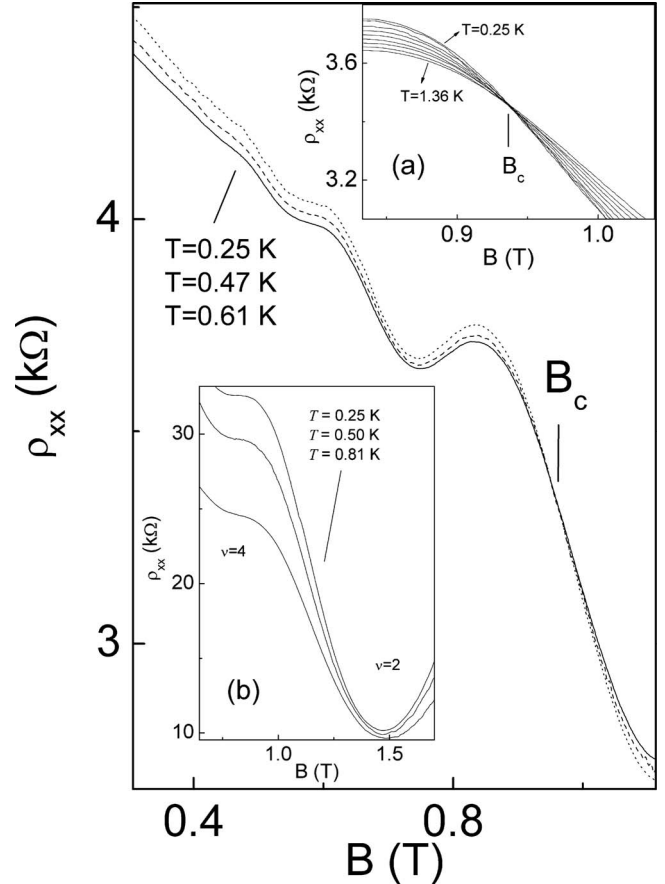 3.6
3.2
ρxx (kΩ)
T=0.25 K
T=1.36 K
(a)
Bc
0.9
1.0
B (T)
4
3
ρxx (kΩ)
T=0.25 K
T=0.47 K
T=0.61 K
Bc
30
20
10
ρxx (kΩ)
T = 0.25 K
T = 0.50 K
T = 0.81 K
ν=4
ν=2
(b)
1.0
1.5
B (T)
0.4
0.8
B (T)